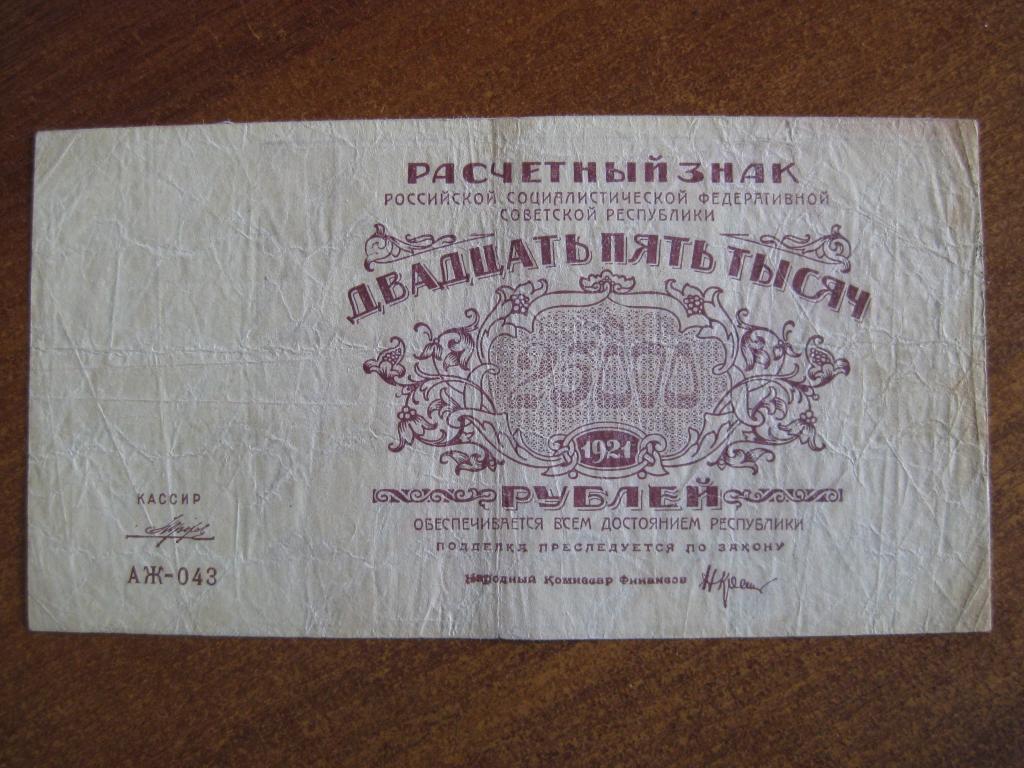 РАСЧЕТНЫЙ ЗНАК
РОССИЙСКОЙ СОЦИАЛИСТИЧЕСКОЙ ФЕДЕРАТИВНОЙ
СОВЕТСКОЙ РЕСПУБЛИКИ
ДВАДЦАТЬ ПЯТЬ ТЫСЯЧ
25000
1921
РУБЛЕЙ
ОБЕСПЕЧИВАЕТСЯ ВСЕМ ДОСТОЯНИЕМ РЕСПУБЛИКИ
ПОДДЕЛКА ПРЕСЛЕДУЕТСЯ ПО ЗАКОНУ
Народный Комиссар Финансов
КАССИР
АЖ-043